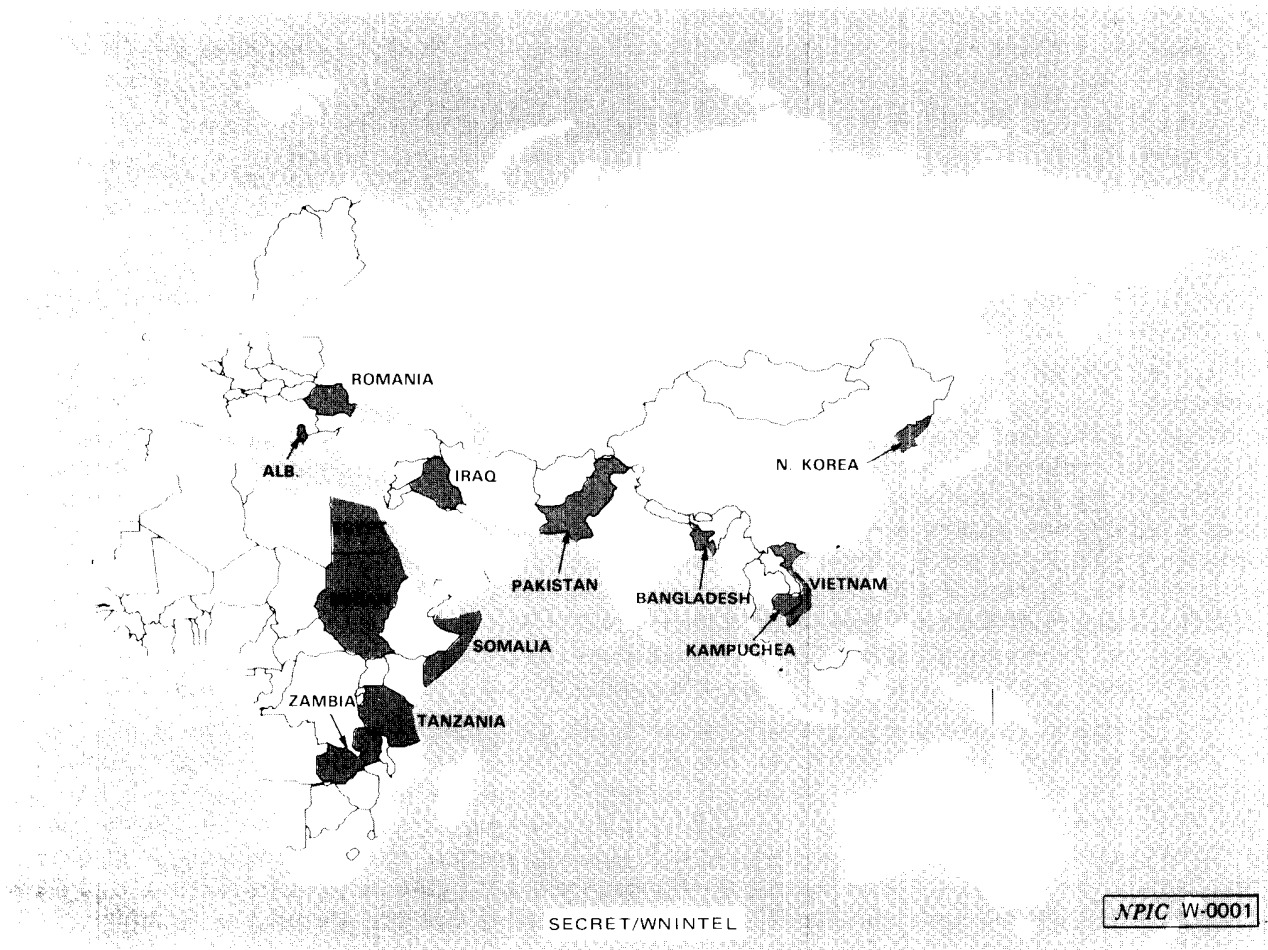 ROMANIA
ALB.
IRAQ
N. KOREA
PAKISTAN
BANGLADESH
VIETNAM
KAMPUCHEA
SOMALIA
ZAMBIA
TANZANIA
SECRET/WNINTEL
NPIC W-0001